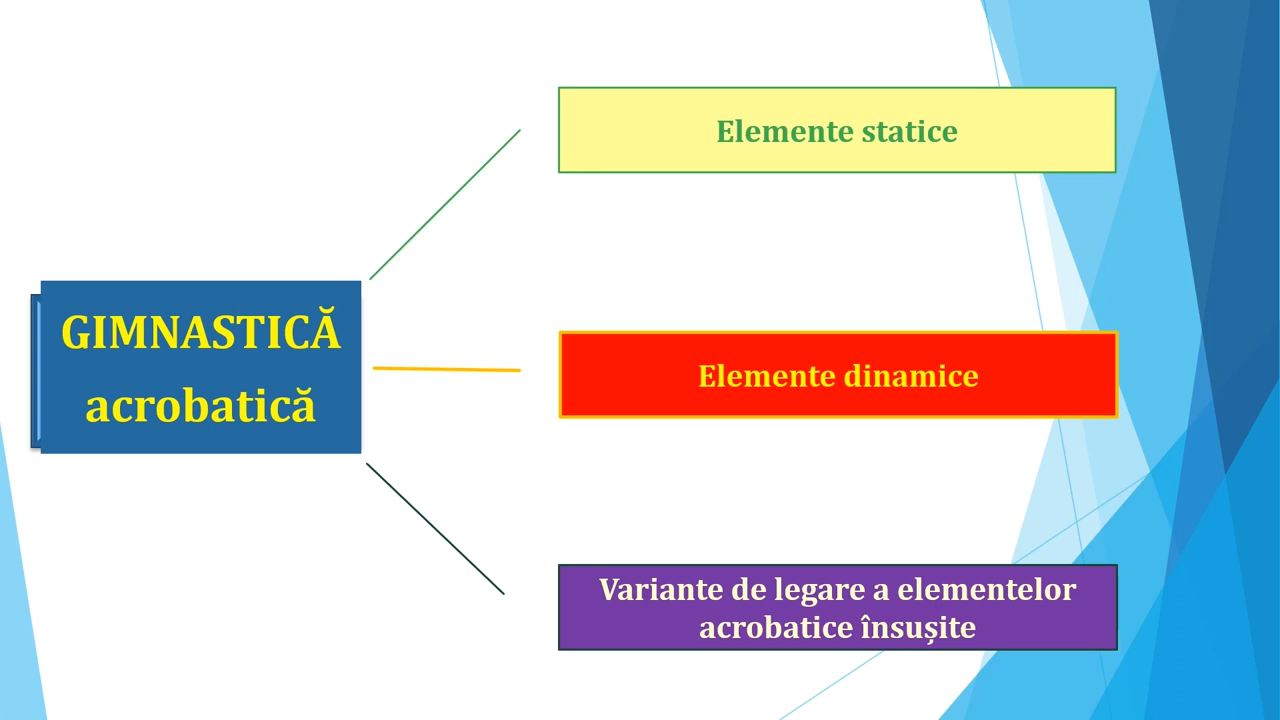 Elemente statice
GIMNASTICĂ
acrobatică
Elemente dinamice
Variante de legare a elementelor
acrobatice însușite